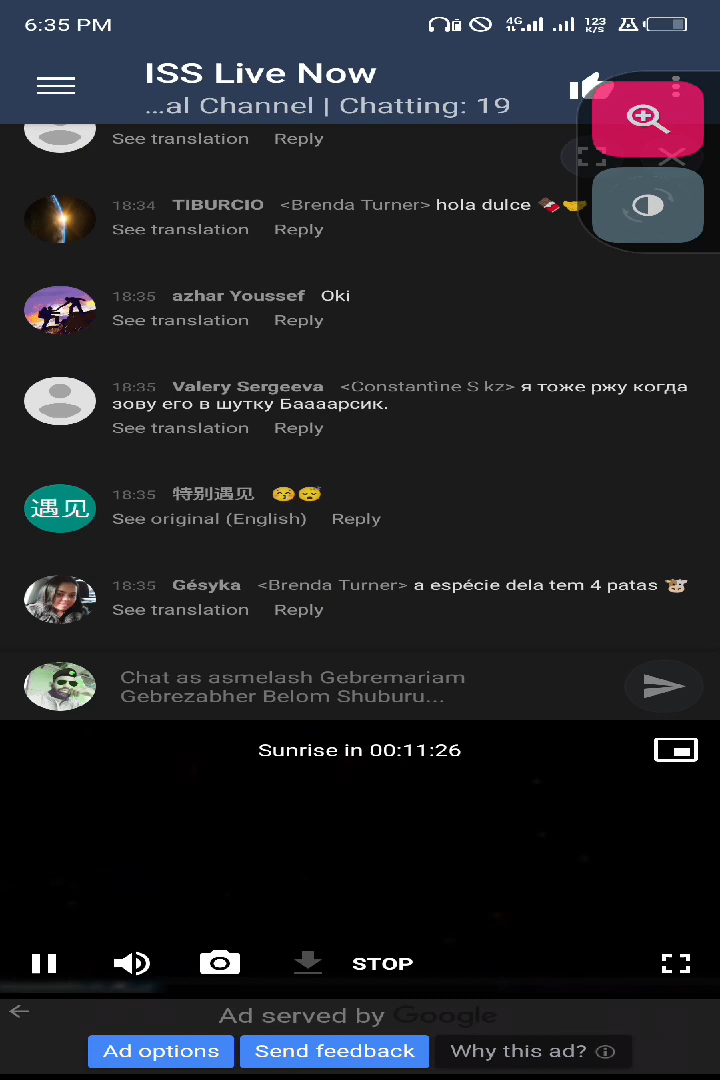 6:35 PM
4G
123
K/S
ISS Live Now
...al Channel | Chatting: 19
See translation Reply
18:34 TIBURCIO <Brenda Turner> hola dulce 🍫🤝
See translation Reply
18:35 azhar Youssef Oki
See translation Reply
18:35 Valery Sergeeva <Constantìne S kz> я тоже ржу когда
зову его в шутку Баааарсик.
See translation Reply
遇见
18:35 特别遇见 😚😴
See original (English) Reply
18:35 Gésyka <Brenda Turner> a espécie dela tem 4 patas 🐮
See translation Reply
Chat as asmelash Gebremariam
Gebrezabher Belom Shuburu...
Sunrise in 00:11:26
STOP
Ad served by Google
Ad options Send feedback Why this ad?